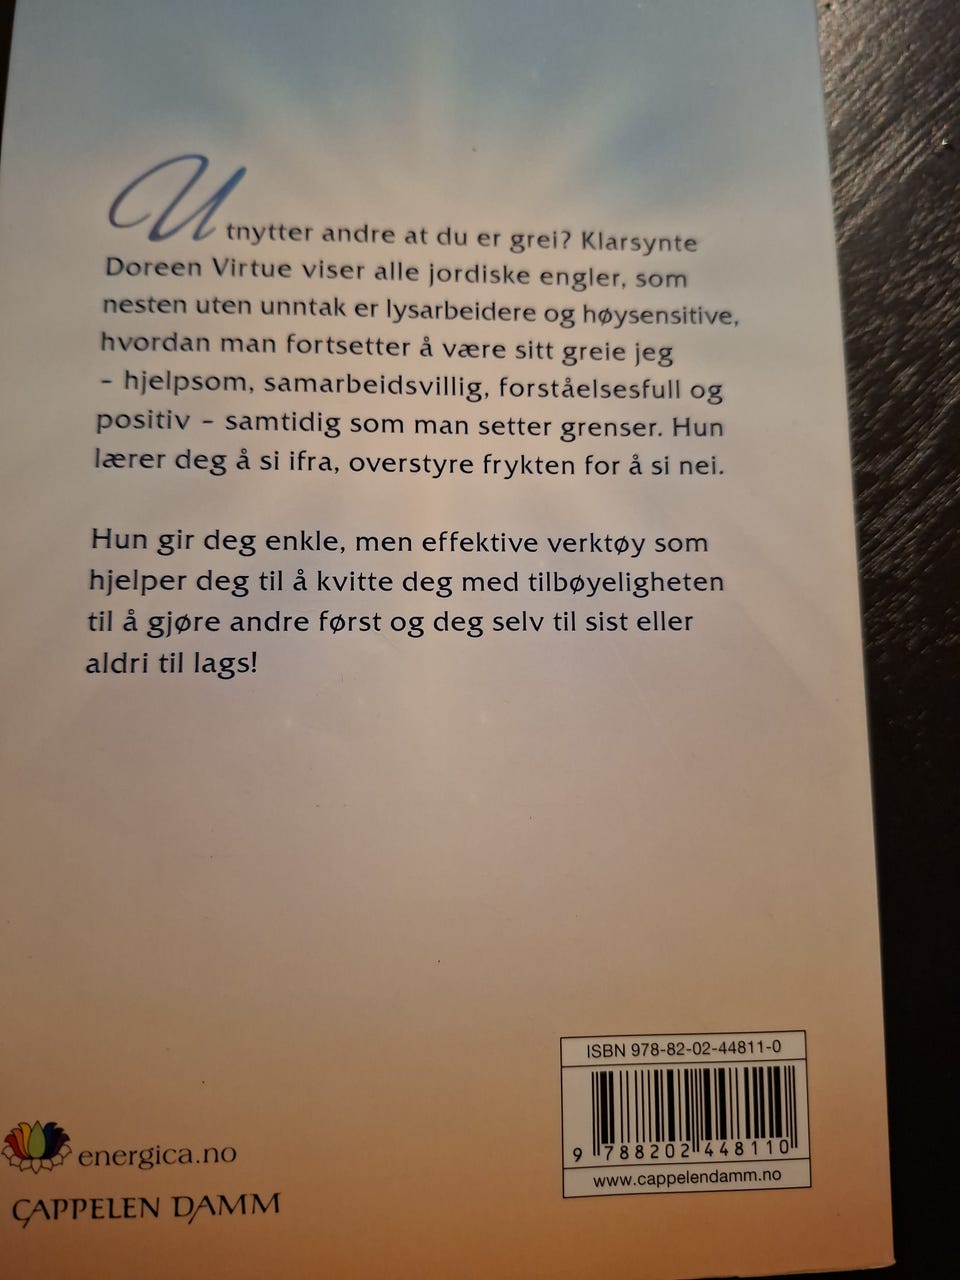 Utnytter andre at du er grei? Klarsynte
Doreen Virtue viser alle jordiske engler, som
nesten uten unntak er lysarbeidere og høysensitive,
hvordan man fortsetter å være sitt greie jeg
– hjelpsom, samarbeidsvillig, forståelsesfull og
positiv – samtidig som man setter grenser. Hun
lærer deg å si ifra, overstyre frykten for å si nei.
Hun gir deg enkle, men effektive verktøy som
hjelper deg til å kvitte deg med tilbøyeligheten
til å gjøre andre først og deg selv til sist eller
aldri til lags!
ISBN 978-82-02-44811-0
9 788202 448110
www.cappelendamm.no
energica.no
CAPPELEN DAMM